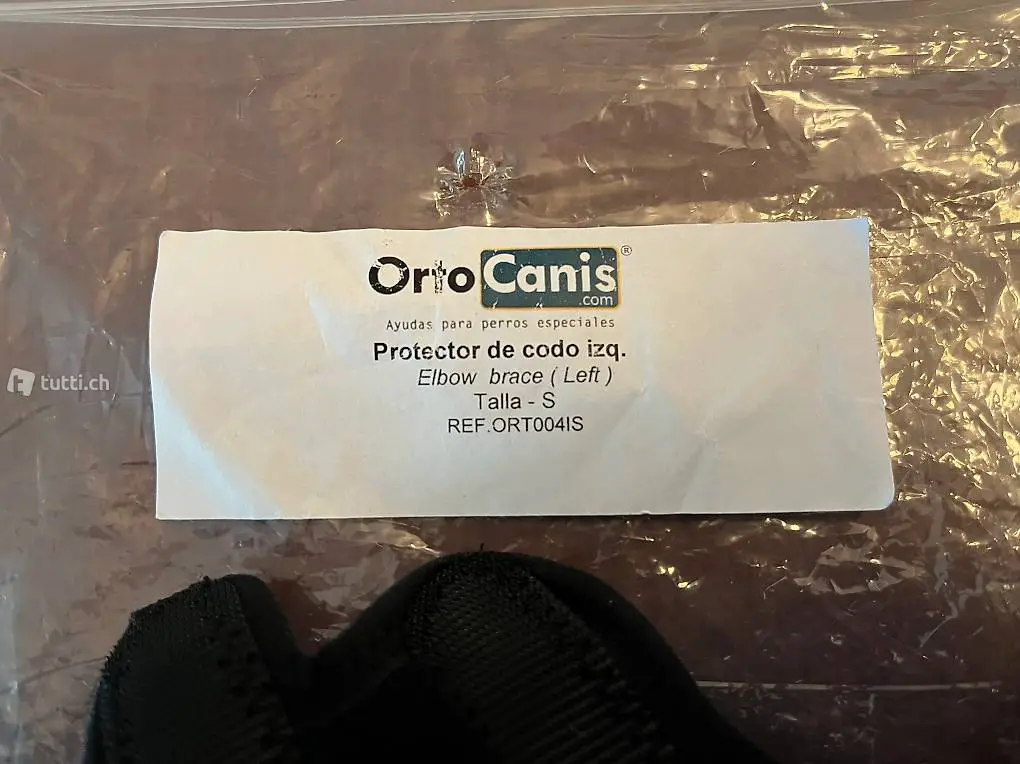 OrtoCanis®
.com
Ayudas para perros especiales
Protector de codo izq.
Elbow brace ( Left )
Talla - S
REF.ORT004IS
tutti.ch